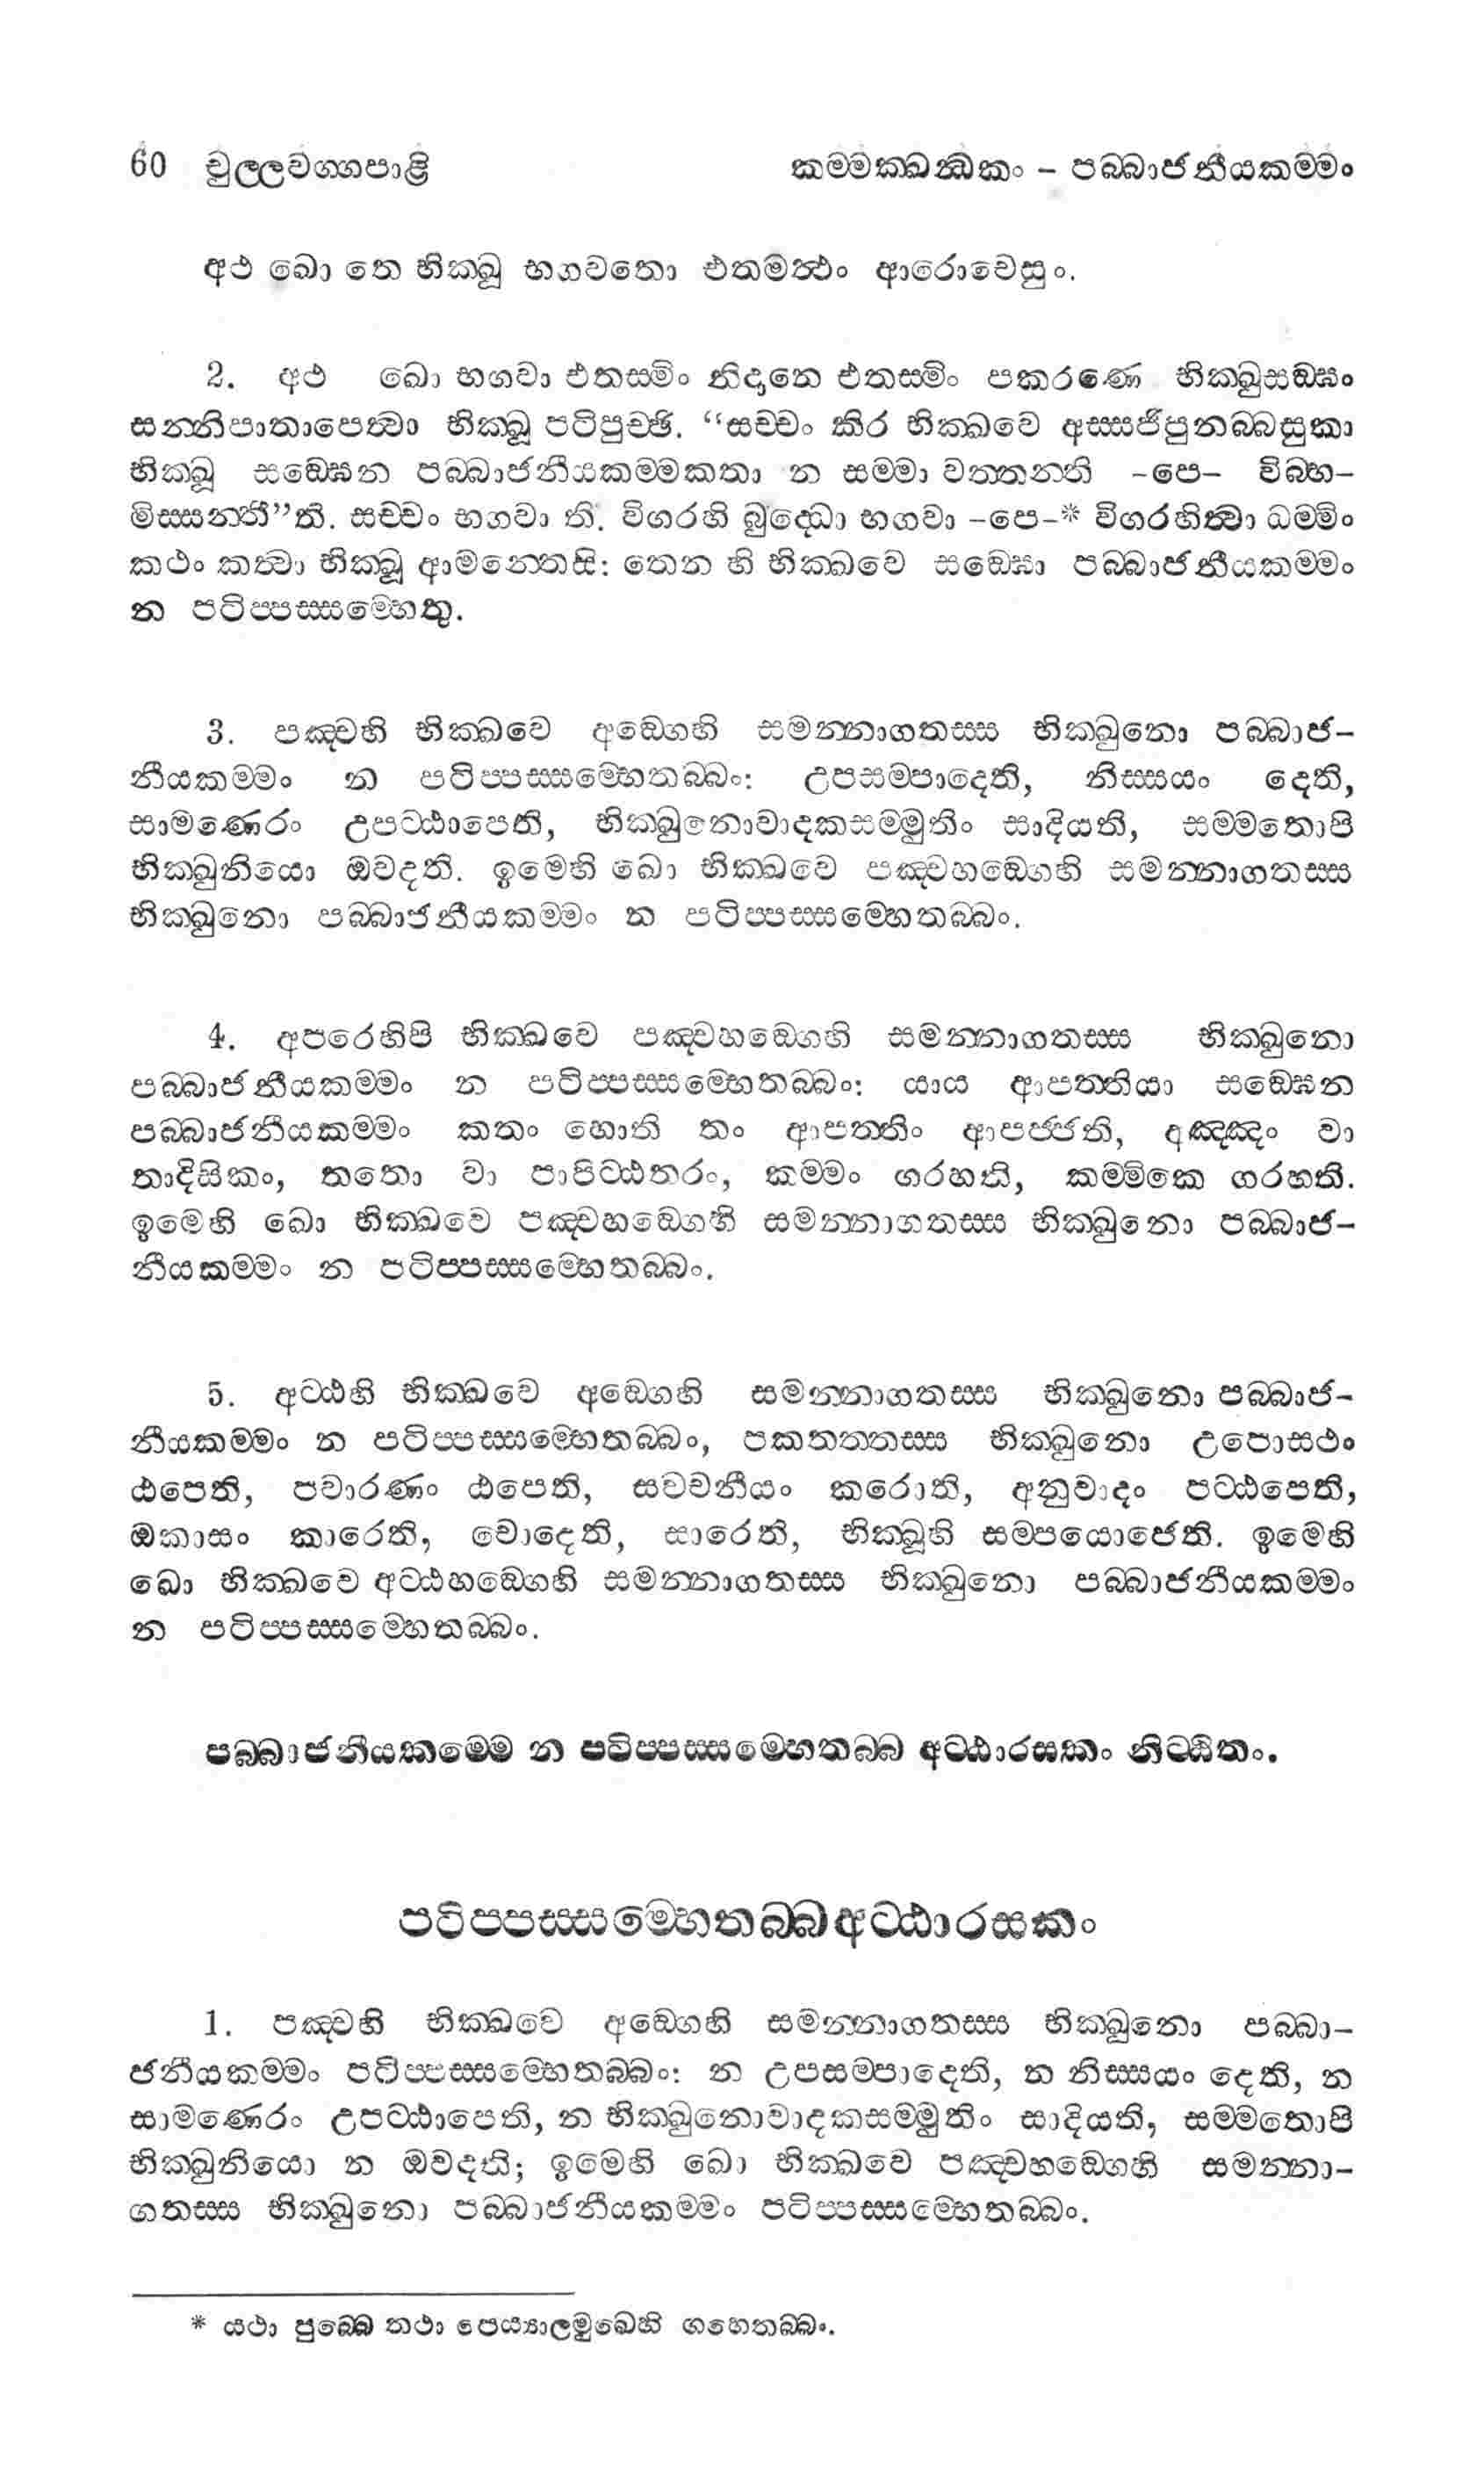 60 චුල්ලවග්ගපාළි
කම්මක්ඛන්ධකං – පබ්බාජනීයකම්මං
අථ ඛො තෙ භික්ඛූ භගවතො එතමත්ථං ආරොචෙසුං.
2. අථ ඛො භගවා එතස්මිං නිදානෙ එතස්මිං පකරණෙ භික්ඛුසඞ්ඝං
සන්නිපාතාපෙත්වා භික්ඛූ පටිපුච්ඡි. “සච්චං කිර භික්ඛවෙ අස්සජිපුනබ්බසුකා
භික්ඛූ සඞ්ඝෙන පබ්බාජනීයකම්මකතා න සම්මා වත්තන්ති -පෙ- විබ්භ-
මිස්සන්තී”ති. සච්චං භගවා ති. විගරහි බුද්ධො භගවා -පෙ-* විගරහිත්වා ධම්මිං
කථං කත්වා භික්ඛූ ආමන්තෙසි: තෙන හි භික්ඛවෙ සඞ්ඝො පබ්බාජනීයකම්මං
න පටිප්පස්සම්හෙතු.
3. පඤ්චහි භික්ඛවෙ අඞ්ගෙහි සමන්නාගතස්ස භික්ඛුනො පබ්බාජ-
නීයකම්මං න පටිප්පස්සම්භෙතබ්බං: උපසම්පාදෙති, නිස්සයං දෙති,
සාමණෙරං උපට්ඨාපෙති, භික්ඛුනොවාදකසම්මුතිං සාදියති, සම්මතොපි
භික්ඛුනියො ඔවදති. ඉමෙහි ඛො භික්ඛවෙ පඤ්චහඞ්ගෙහි සමන්නාගතස්ස
භික්ඛුනො පබ්බාජනීයකම්මං න පටිප්පස්සම්හෙතබ්බං.
4. අපරෙහිපි භික්ඛවෙ පඤ්චහඞ්ගෙහි සමන්නාගතස්ස භික්ඛුනො
පබ්බාජනීයකම්මං න පටිප්පස්සම්භෙතබ්බං: යාය ආපත්තියා සඞ්ඝෙන
පබ්බාජනීයකම්මං කතං හොති තං ආපත්තිං ආපජ්ජති, අඤ්ඤං වා
තාදිසිකං, තතො වා පාපිට්ඨතරං, කම්මං ගරහති, කම්මිකෙ ගරහති.
ඉමෙහි ඛො භික්ඛවෙ පඤ්චහඞ්ගෙහි සමන්නාගතස්ස භික්ඛුනො පබ්බාජ-
නීයකම්මං න පටිප්පස්සම්භෙතබ්බං.
5. අට්ඨහි භික්ඛවෙ අඞ්ගෙහි සමන්නාගතස්ස භික්ඛුනො පබ්බාජ-
නීයකම්මං න පටිප්පස්සම්භෙතබ්බං, පකතත්තස්ස භික්ඛුනො උපොසථං
ඨපෙති, පවාරණං ඨපෙති, සවචනීයං කරොති, අනුවාදං පට්ඨපෙති,
ඔකාසං කාරෙති, චොදෙති, සාරෙති, භික්ඛූහි සම්පයොජෙති. ඉමෙහි
ඛො භික්ඛවෙ අට්ඨහඞ්ගෙහි සමන්නාගතස්ස භික්ඛුනො පබ්බාජනීයකම්මං
න පටිප්පස්සම්හෙතබ්බං.
පබ්බාජනීයකම්මෙ න පටිප්පස්සම්හෙතබ්බ අට්ඨාරසකං නිට්ඨිතං.
පටිප්පස්සම්හෙතබ්බඅට්ඨාරසකං
1. පඤ්චහි භික්ඛවෙ අඞ්ගෙහි සමන්නාගතස්ස භික්ඛුනො පබ්බා-
ජනීයකම්මං පටිප්පස්සම්භෙතබ්බං: න උපසම්පාදෙති, න නිස්සයං දෙති, න
සාමණෙරං උපට්ඨාපෙති, න භික්ඛුනොවාදකසම්මුතිං සාදියති, සම්මතොපි
භික්ඛුනියො න ඔවදති; ඉමෙහි ඛො භික්ඛවෙ පඤ්චහඞ්ගෙහි සමන්නා-
ගතස්ස භික්ඛුනො පබ්බාජනීයකම්මං පටිප්පස්සම්භෙතබ්බං.
* යථා පුබ්බෙ තථා පෙය්‍යාලමුඛෙහි ගහෙතබ්බං.